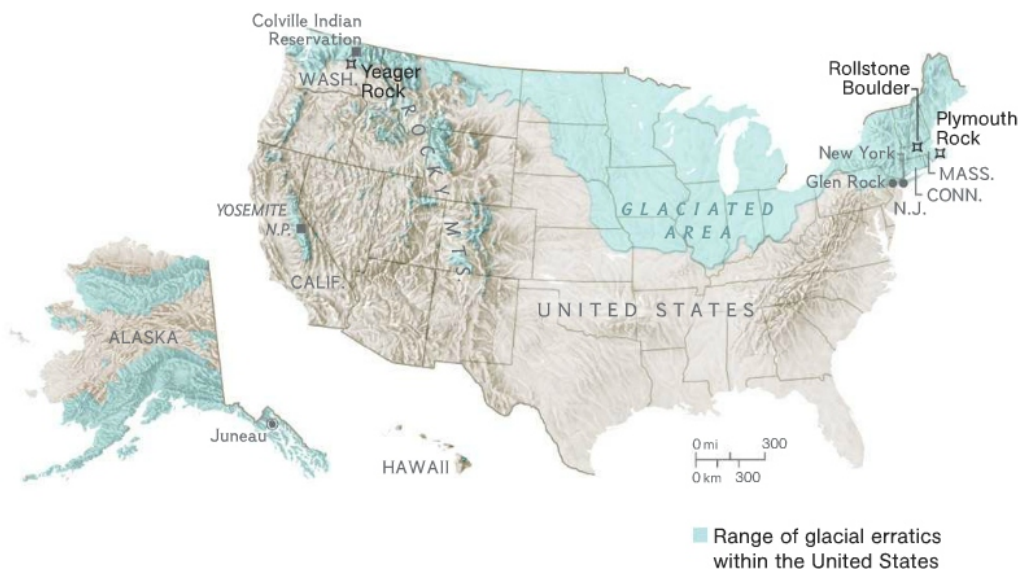 Colville Indian
Reservation
WASH.
Yeager
Rock
ROCKY MTS.
YOSEMITE
N.P.
CALIF.
GLACIATED
AREA
UNITED STATES
Rollstone
Boulder
Plymouth
Rock
New York
MASS.
Glen Rock
CONN.
N.J.
ALASKA
Juneau
HAWAII
0 mi 300
0 km 300
Range of glacial erratics
within the United States